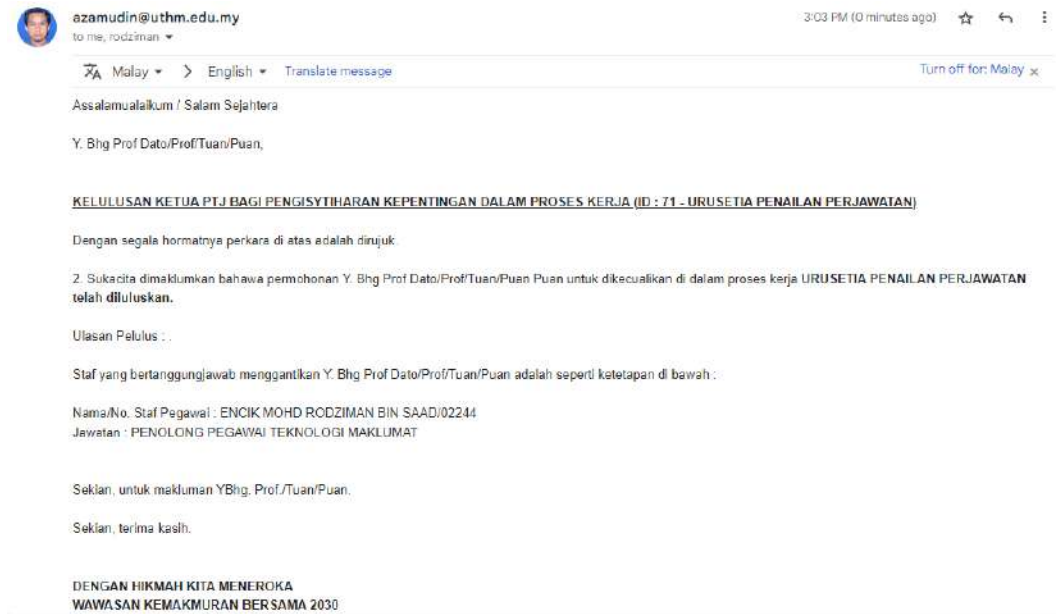 azamudin@uthm.edu.my
3:03 PM (0 minutes ago)
to me, rodziman
Malay > English Translate message
Turn off for: Malay x
Assalamualaikum / Salam Sejahtera
Y. Bhg Prof Dato/Prof/Tuan/Puan,
KELULUSAN KETUA PTJ BAGI PENGISYTIHARAN KEPENTINGAN DALAM PROSES KERJA (ID : 71 - URUSETIA PENAILAN PERJAWATAN)
Dengan segala hormatnya perkara di atas adalah dirujuk
2. Sukacita dimaklumkan bahawa permohonan Y. Bhg Prof Dato/Prof/Tuan/Puan Puan untuk dikecualikan di dalam proses kerja URUSETIA PENAILAN PERJAWATAN
telah diluluskan.
Ulasan Pelulus : .
Staf yang bertanggungjawab menggantikan Y. Bhg Prof Dato/Prof/Tuan/Puan adalah seperti ketetapan di bawah :
Nama/No. Staf Pegawai : ENCIK MOHD RODZIMAN BIN SAAD/02244
Jawatan : PENOLONG PEGAWAI TEKNOLOGI MAKLUMAT
Sekian, untuk makluman YBhg. Prof./Tuan/Puan.
Sekian, terima kasih.
DENGAN HIKMAH KITA MENEROKA
WAWASAN KEMAKMURAN BERSAMA 2030